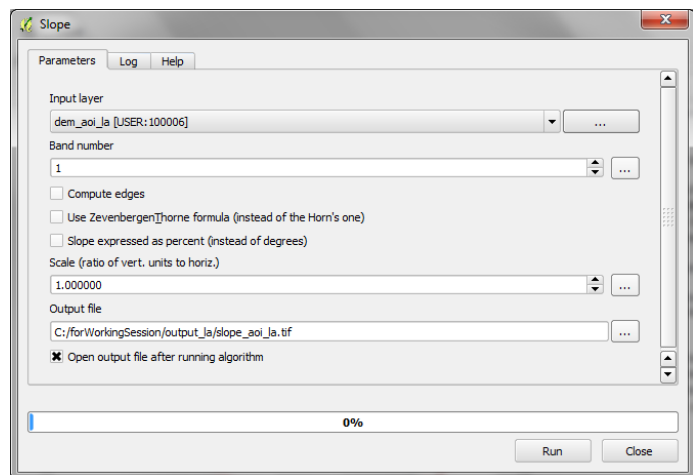 Slope
Parameters Log Help
Input layer
dem_aoi_la [USER:100006]
...
Band number
1
...
Compute edges
Use ZevenbergenThorne formula (instead of the Horn's one)
Slope expressed as percent (instead of degrees)
Scale (ratio of vert. units to horiz.)
1.000000
...
Output file
C:/forWorkingSession/output_la/slope_aoi_la.tif
...
Open output file after running algorithm
0%
Run Close